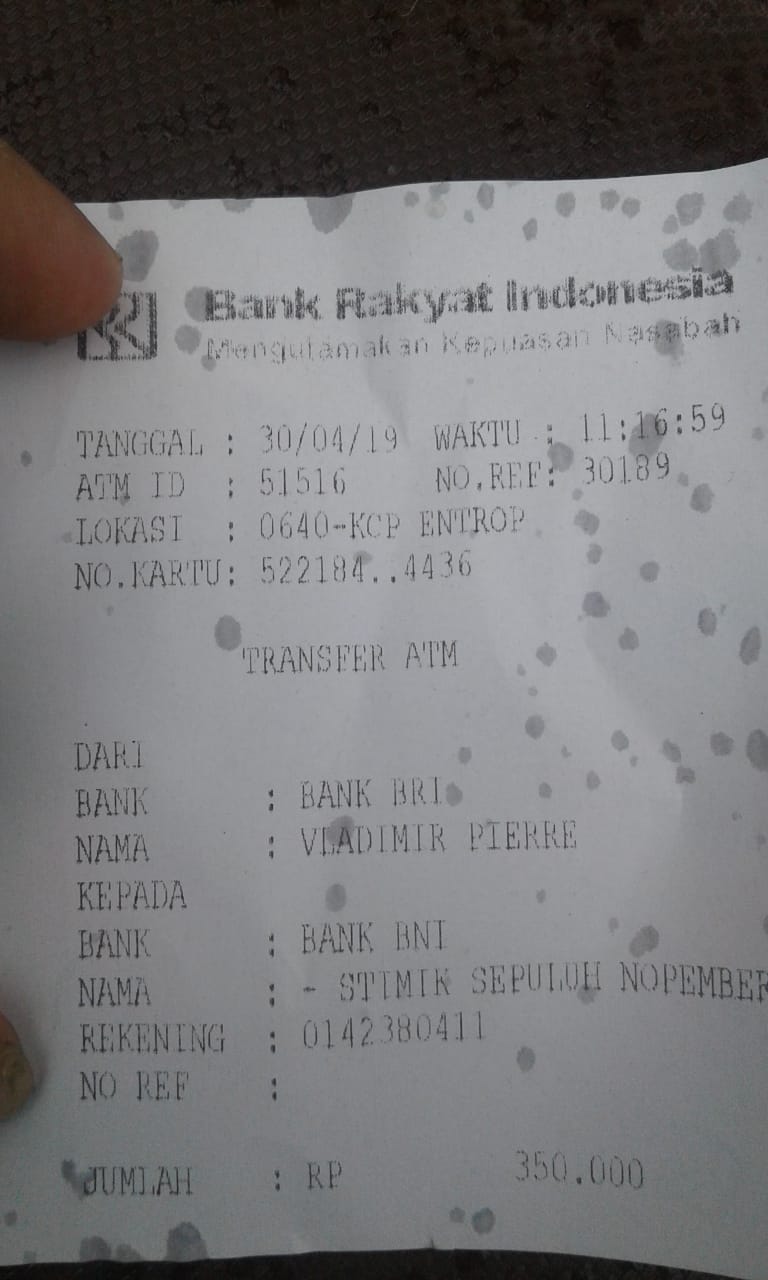 Bank Rakyat Indonesia
Mengutamakan Kepuasan Nasabah
TANGGAL : 30/04/19 WAKTU : 11:16:59
ATM ID : 51516 NO.REF: 30189
LOKASI : 0640-KCP ENTROP
NO.KARTU: 522184..4436
TRANSFER ATM
DARI
BANK : BANK BRI
NAMA : VLADIMIR PIERRE
KEPADA
BANK : BANK BNI
NAMA : - STIMIK SEPULUH NOPEMBER
REKENING : 0142380411
NO REF :
JUMLAH : RP 350.000